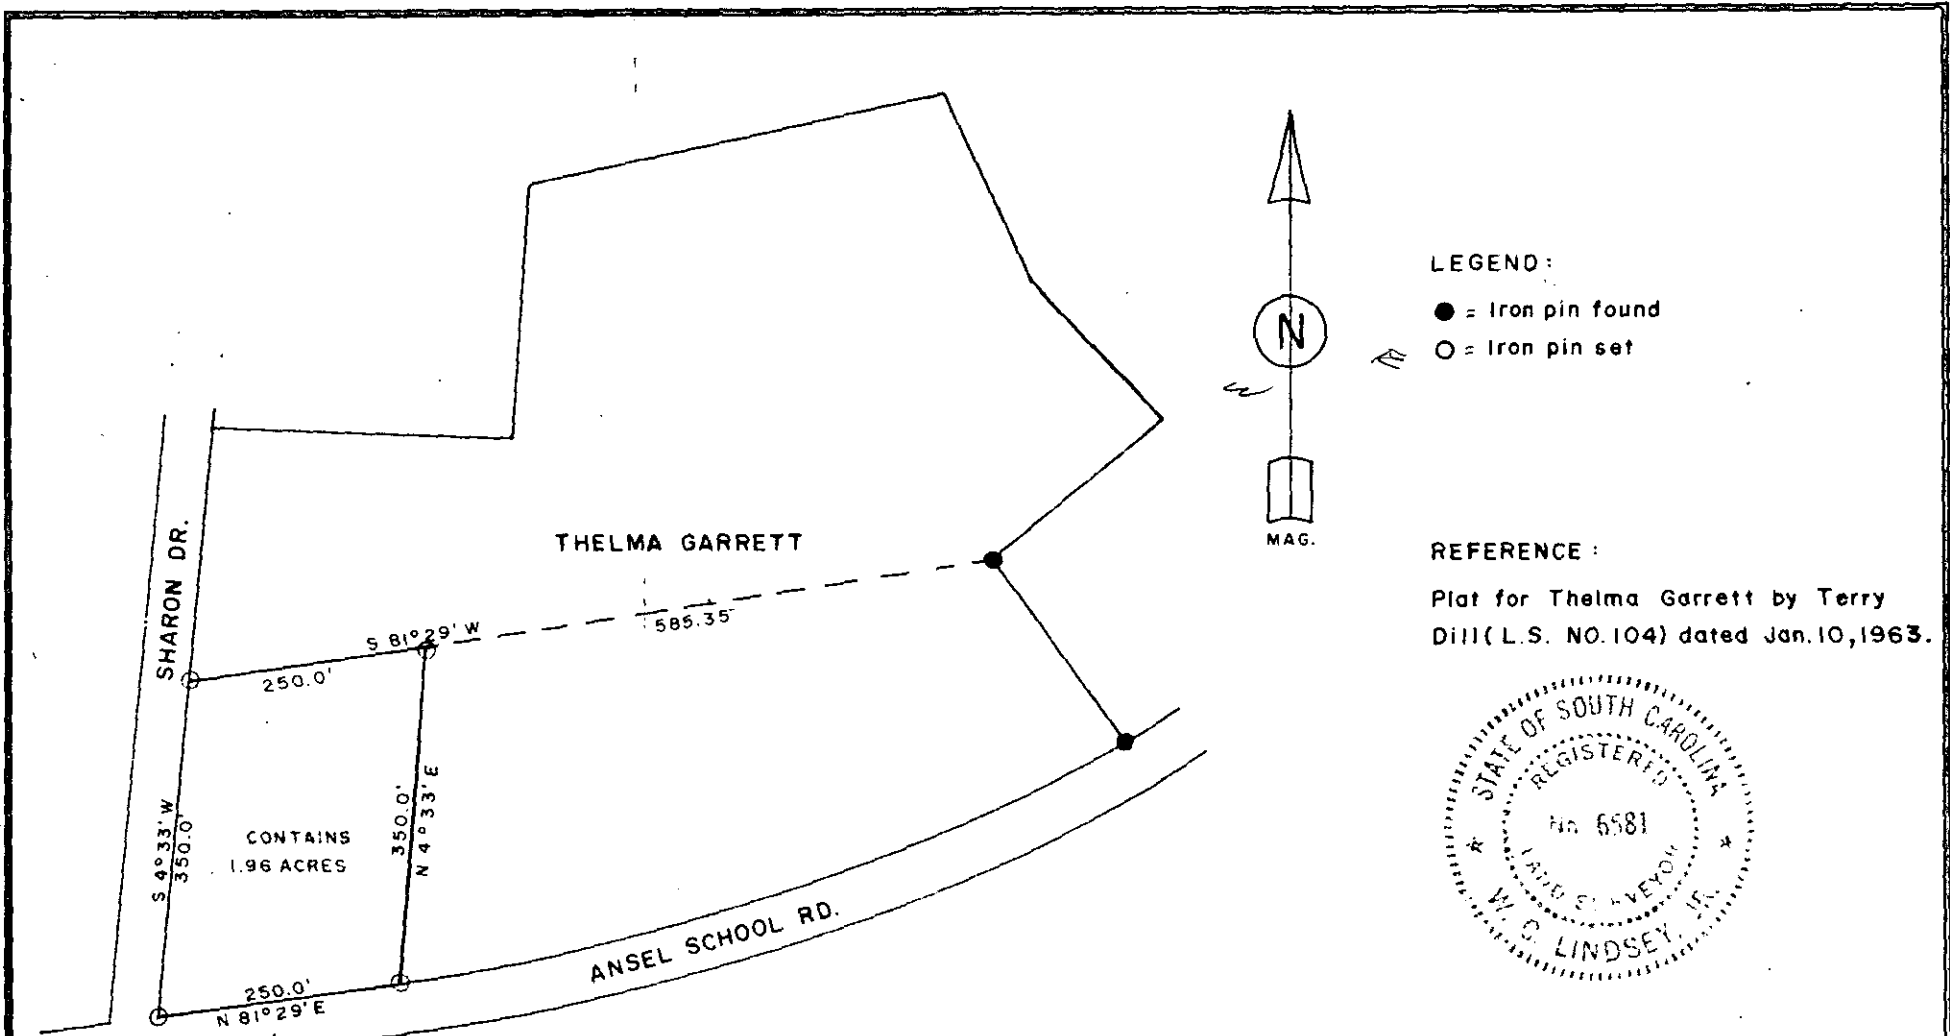 LEGEND:
● = Iron pin found
○ = Iron pin set
N
MAG.
THELMA GARRETT
SHARON DR.
REFERENCE:
Plat for Thelma Garrett by Terry
Dill (L.S. NO. 104) dated Jan. 10, 1963.
S 81° 29' W
585.35
250.0'
S 4° 33' W
350.0'
CONTAINS
1.96 ACRES
350.0'
N 4° 33' E
250.0'
N 81° 29' E
ANSEL SCHOOL RD.
STATE OF SOUTH CAROLINA
REGISTERED
No 6581
LAND SURVEYOR
LINDSEY, JR.